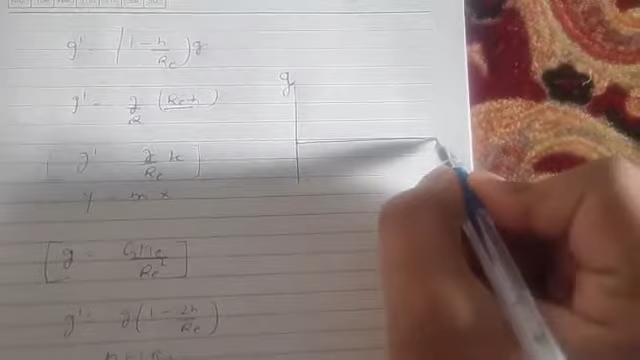 g' = (1 - h/Re) g
g' = g/R (Re-h)
[ g' = g/Re r ]
y = m x
[ g = GMe/Re² ]
g' = g(1 - 2h/Re)
g